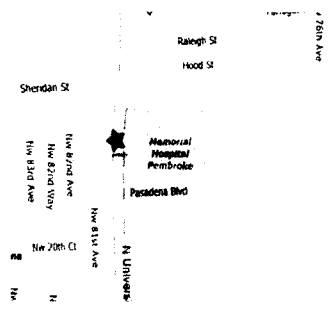 76th Ave
Raleigh St
Hood St
Sheridan St
Memorial
Hospital
Pembroke
Nw 83rd Ave
Nw 82nd Way
Nw 82nd Ave
Pasadena Blvd
Nw 81st Ave
Nw 20th Ct
N Univers